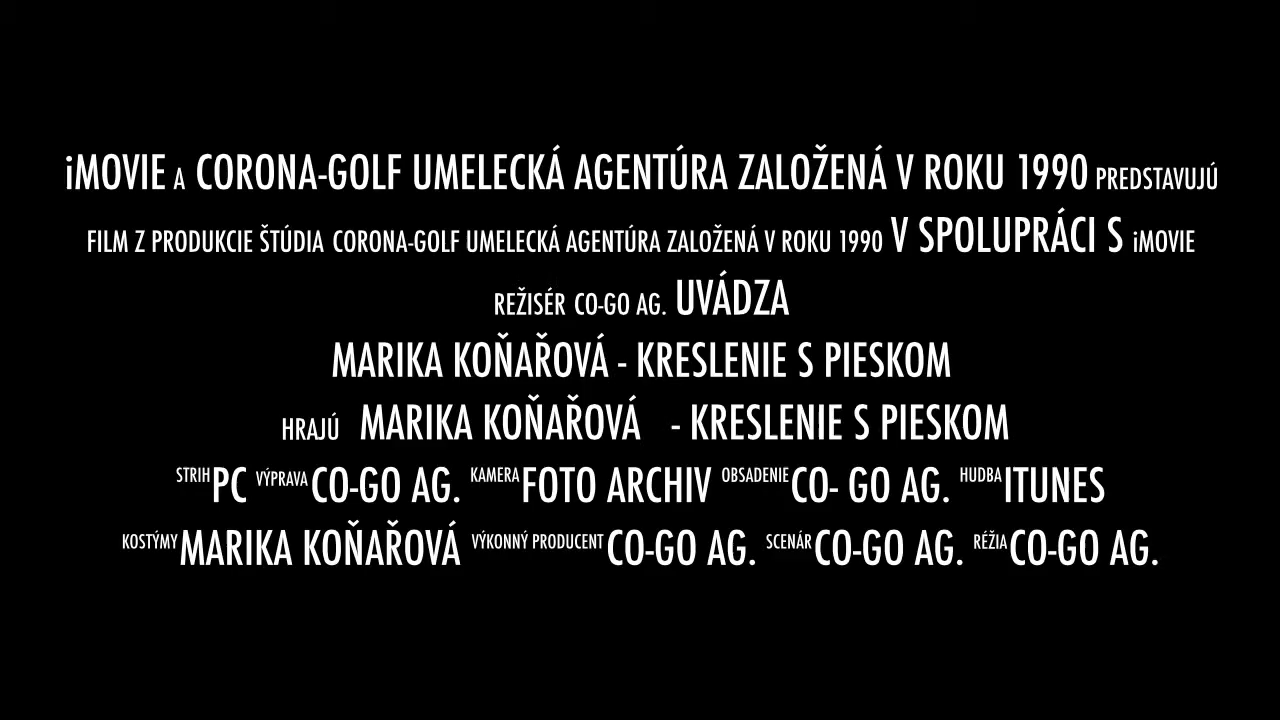 iMOVIE A CORONA-GOLF UMELECKÁ AGENTÚRA ZALOŽENÁ V ROKU 1990 PREDSTAVUJÚ
FILM Z PRODUKCIE ŠTÚDIA CORONA-GOLF UMELECKÁ AGENTÚRA ZALOŽENÁ V ROKU 1990 V SPOLUPRÁCI S iMOVIE
REŽISÉR CO-GO AG. UVÁDZA
MARIKA KOŇAŘOVÁ - KRESLENIE S PIESKOM
HRAJÚ MARIKA KOŇAŘOVÁ - KRESLENIE S PIESKOM
STRIH PC VÝPRAVA CO-GO AG. KAMERA FOTO ARCHIV OBSADENIE CO- GO AG. HUDBA ITUNES
KOSTÝMY MARIKA KOŇAŘOVÁ VÝKONNÝ PRODUCENT CO-GO AG. SCENÁR CO-GO AG. RÉŽIA CO-GO AG.